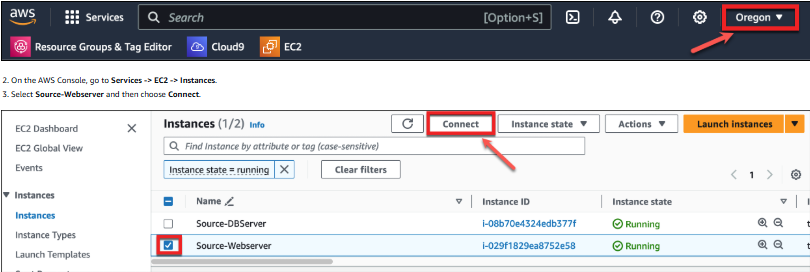 aws Services Search [Option+S] Oregon ▼
Resource Groups & Tag Editor Cloud9 EC2
2. On the AWS Console, go to Services -> EC2 -> Instances.
3. Select Source-Webserver and then choose Connect.
EC2 Dashboard
EC2 Global View
Events
Instances
Instances
Instance Types
Launch Templates
Instances (1/2) Info Connect Instance state ▼ Actions ▼ Launch instances ▼
Find Instance by attribute or tag (case-sensitive)
Instance state = running Clear filters
1
Name Instance ID Instance state
Source-DBServer i-08b70e4324edb377f Running
Source-Webserver i-029f1829ea8752e58 Running